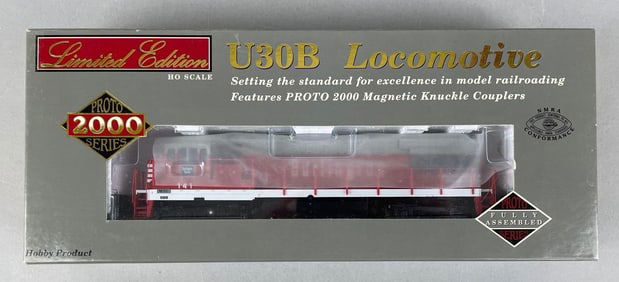 Limited Edition
HO SCALE
U30B Locomotive
Setting the standard for excellence in model railroading
Features PROTO 2000 Magnetic Knuckle Couplers
PROTO
2000
SERIES
NMRA
CONFORMANCE
141
PROTO
FULLY
ASSEMBLED
SERIES
Hobby Product